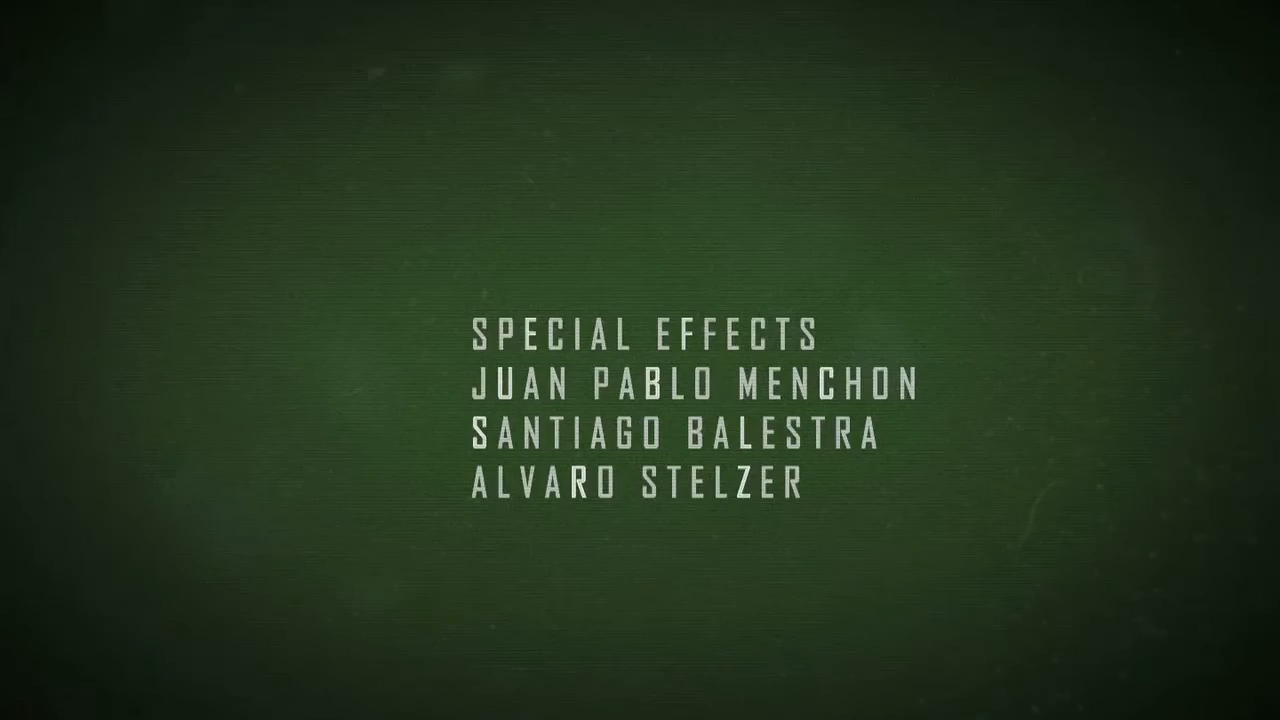 SPECIAL EFFECTS
JUAN PABLO MENCHON
SANTIAGO BALESTRA
ALVARO STELZER